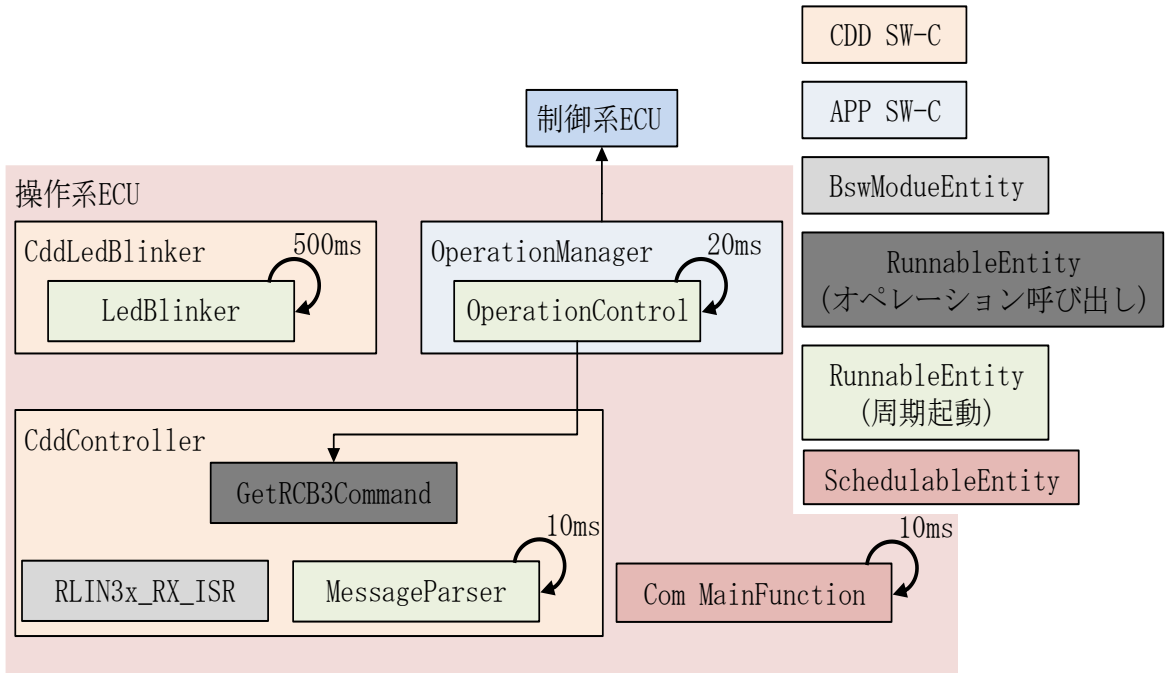 CDD SW-C
APP SW-C
制御系ECU
BswModueEntity
操作系ECU
CddLedBlinker
500ms
LedBlinker
OperationManager
20ms
OperationControl
RunnableEntity
(オペレーション呼び出し)
RunnableEntity
(周期起動)
CddController
GetRCB3Command
SchedulableEntity
RLIN3x_RX_ISR
10ms
MessageParser
10ms
Com MainFunction